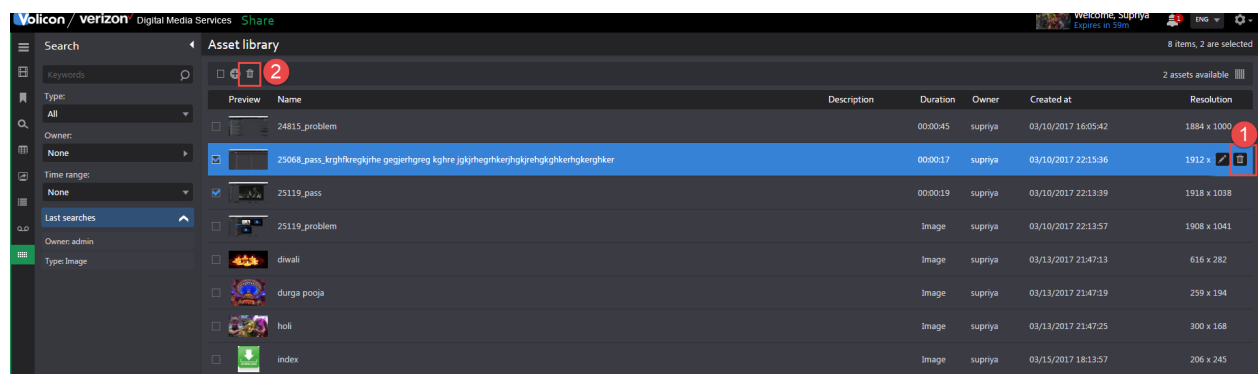 Volicon / verizon✓ Digital Media Services Share
Welcome, Supriya
Expires in 59m
1
ENG
Search
Asset library
8 items, 2 are selected
Keywords
2
2 assets available
Type:
All
Owner:
None
Time range:
None
Last searches
Owner: admin
Type: Image
Preview Name Description Duration Owner Created at Resolution
24815_problem 00:00:45 supriya 03/10/2017 16:05:42 1884 x 1000
1
25068_pass_krghfkregkjrhe gegjerhgreg kghre jgkjrhegrhkerjhgkjrehgkghkerhgkerghker 00:00:17 supriya 03/10/2017 22:15:36 1912 x
25119_pass 00:00:19 supriya 03/10/2017 22:13:39 1918 x 1038
25119_problem Image supriya 03/10/2017 22:13:57 1908 x 1041
diwali Image supriya 03/13/2017 21:47:13 616 x 282
durga pooja Image supriya 03/13/2017 21:47:19 259 x 194
holi Image supriya 03/13/2017 21:47:25 300 x 168
index Image supriya 03/15/2017 18:13:57 206 x 245